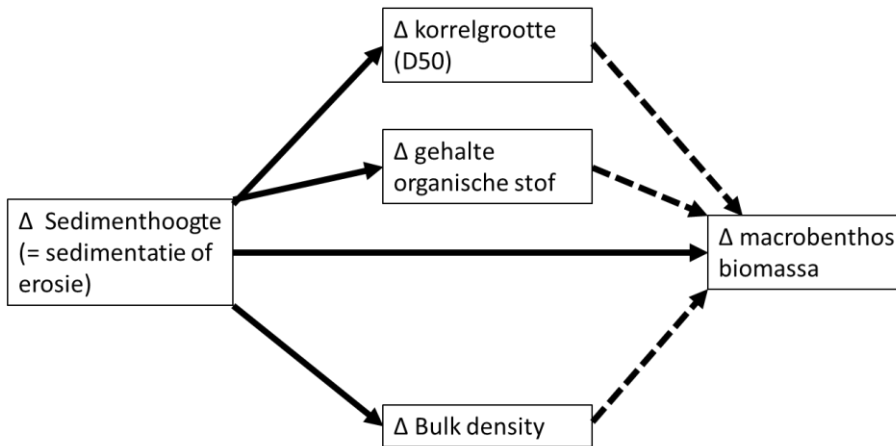 Δ korrelgrootte
(D50)
Δ gehalte
organische stof
Δ Sedimenthoogte
(= sedimentatie of
erosie)
Δ macrobenthos
biomassa
Δ Bulk density